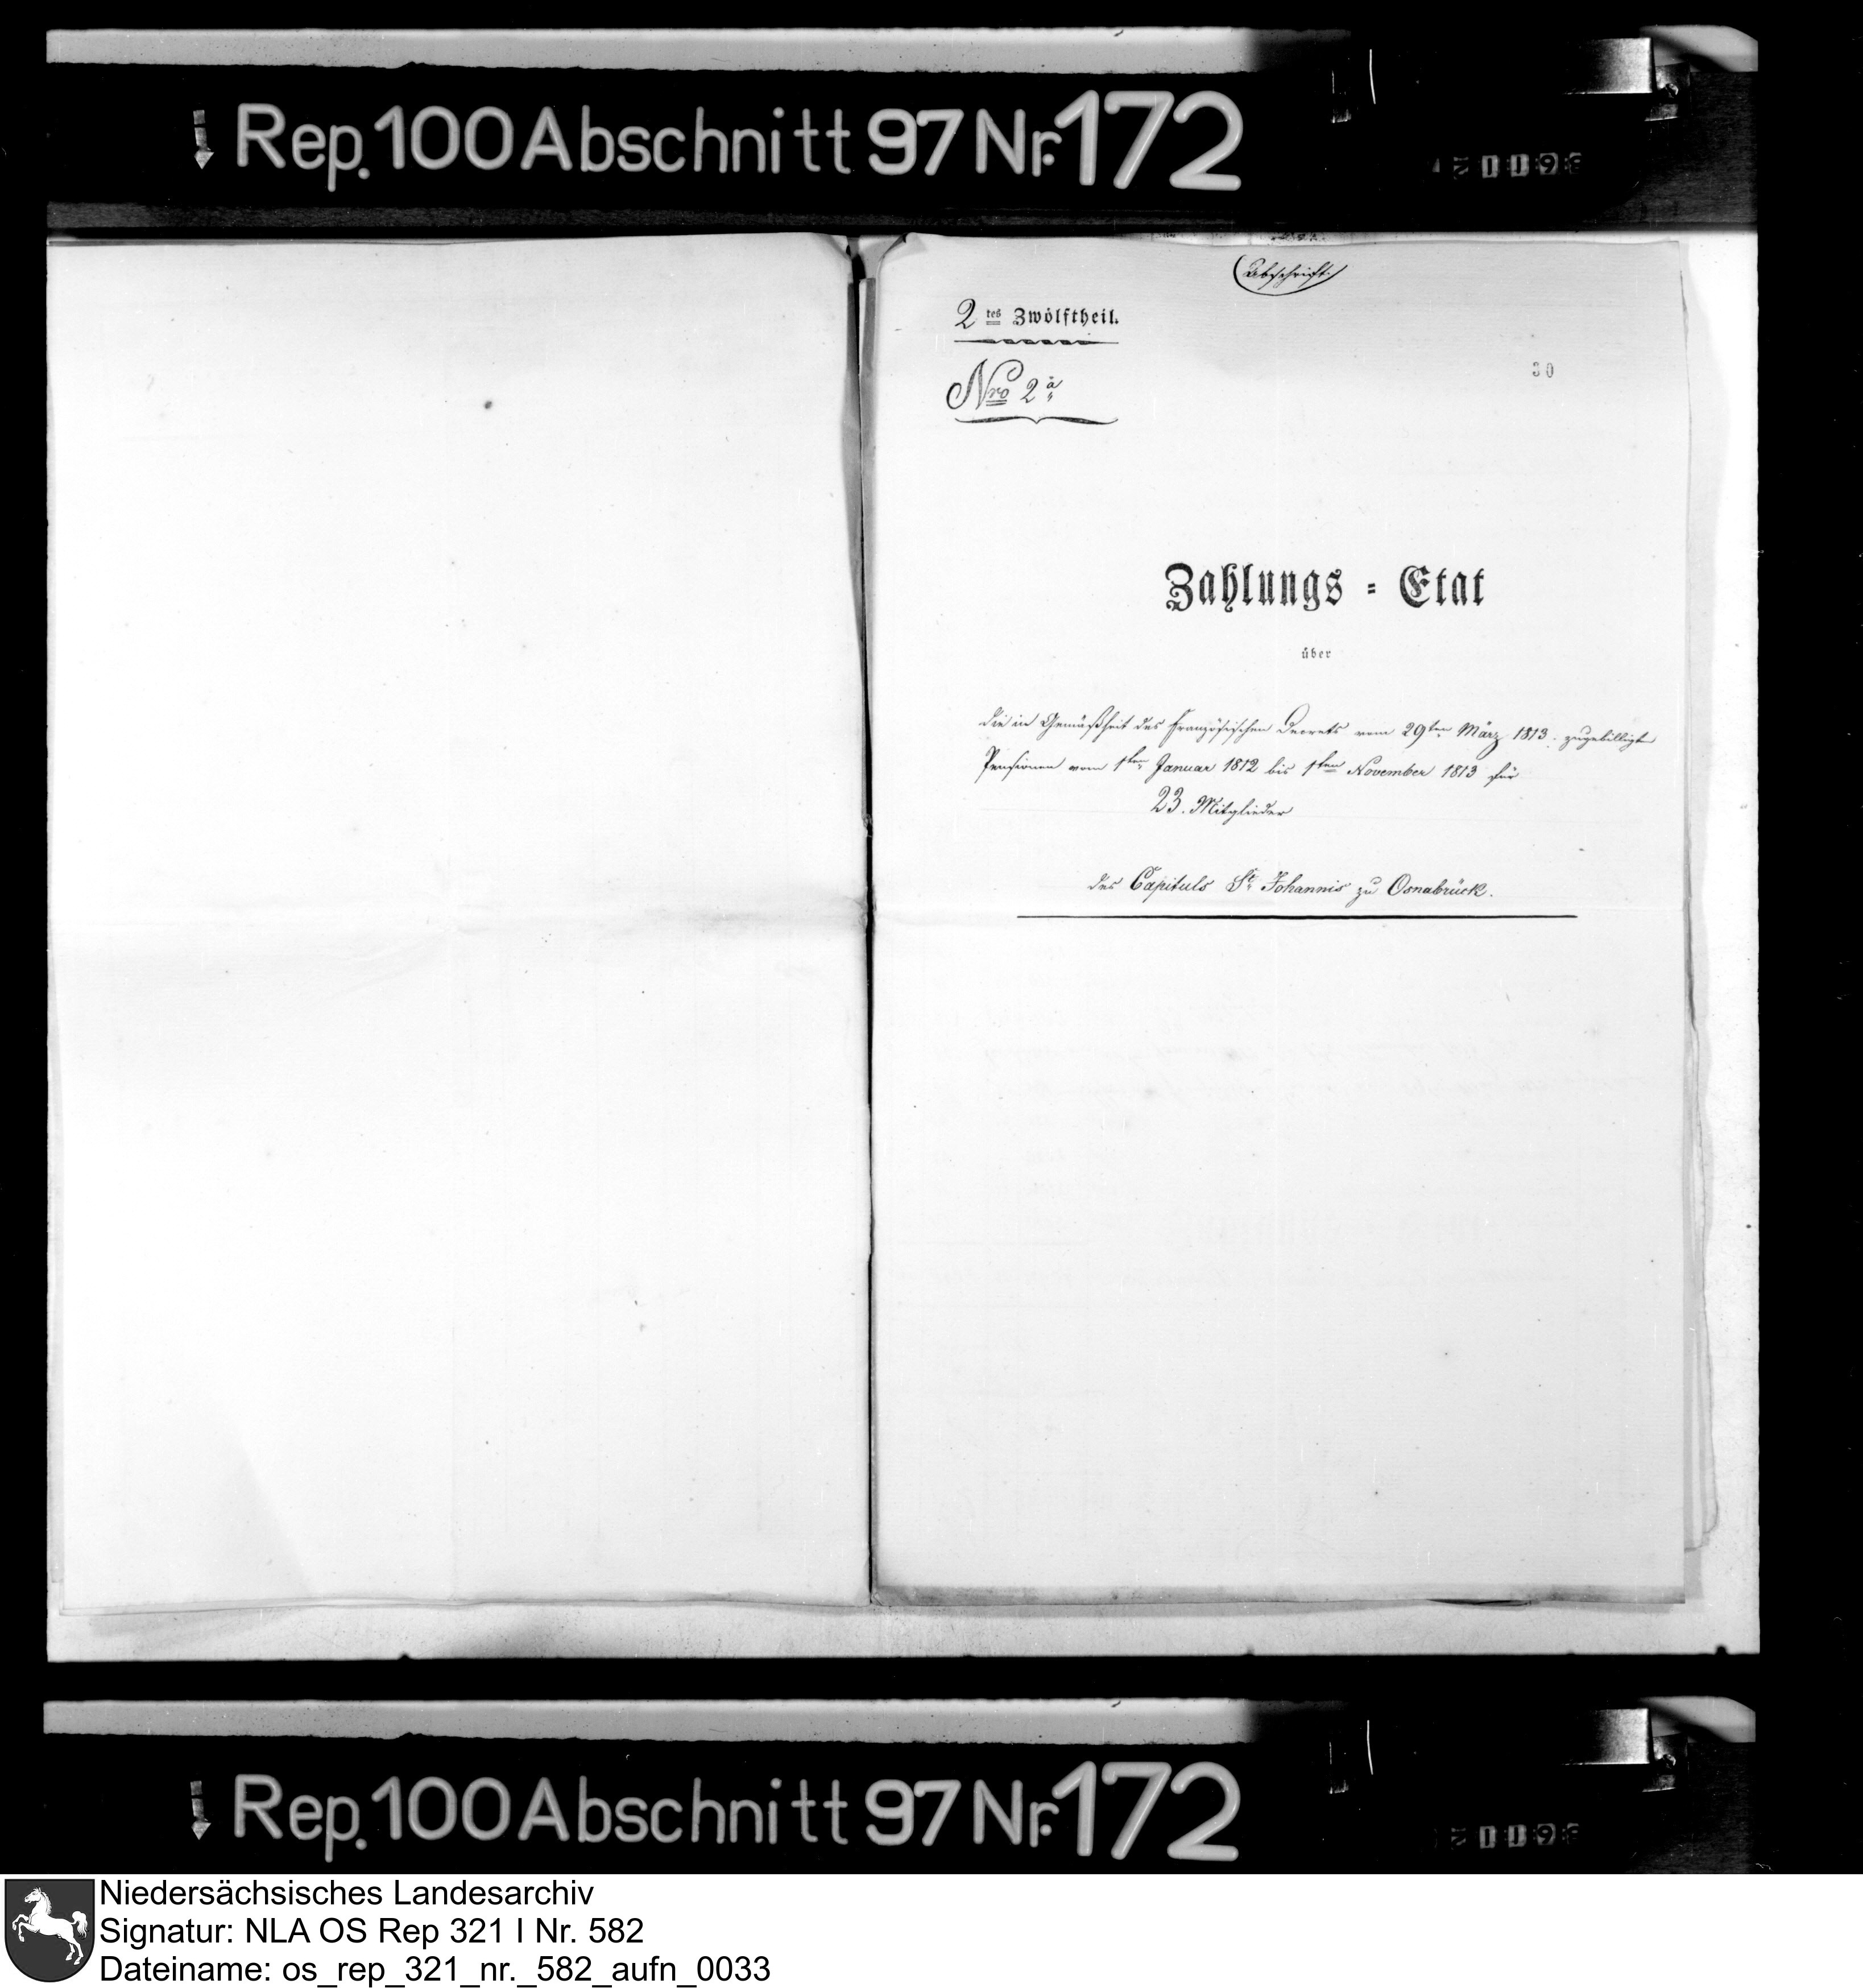 Rep. 100 Abschnitt 97 Nr. 172
(Abschrift)
2 tes Zwölftheil.
Nro 2 a
30
Zahlungs = Etat
über
die in Gemäßheit des Französischen Decrets vom 29ten März 1813. zugebilligten
Pensionen vom 1ten Januar 1812 bis 1ten November 1813 für
23. Mitglieder
des Capituls St. Johannis zu Osnabrück.
Rep. 100 Abschnitt 97 Nr. 172
Niedersächsisches Landesarchiv
Signatur: NLA OS Rep 321 I Nr. 582
Dateiname: os_rep_321_nr._582_aufn_0033